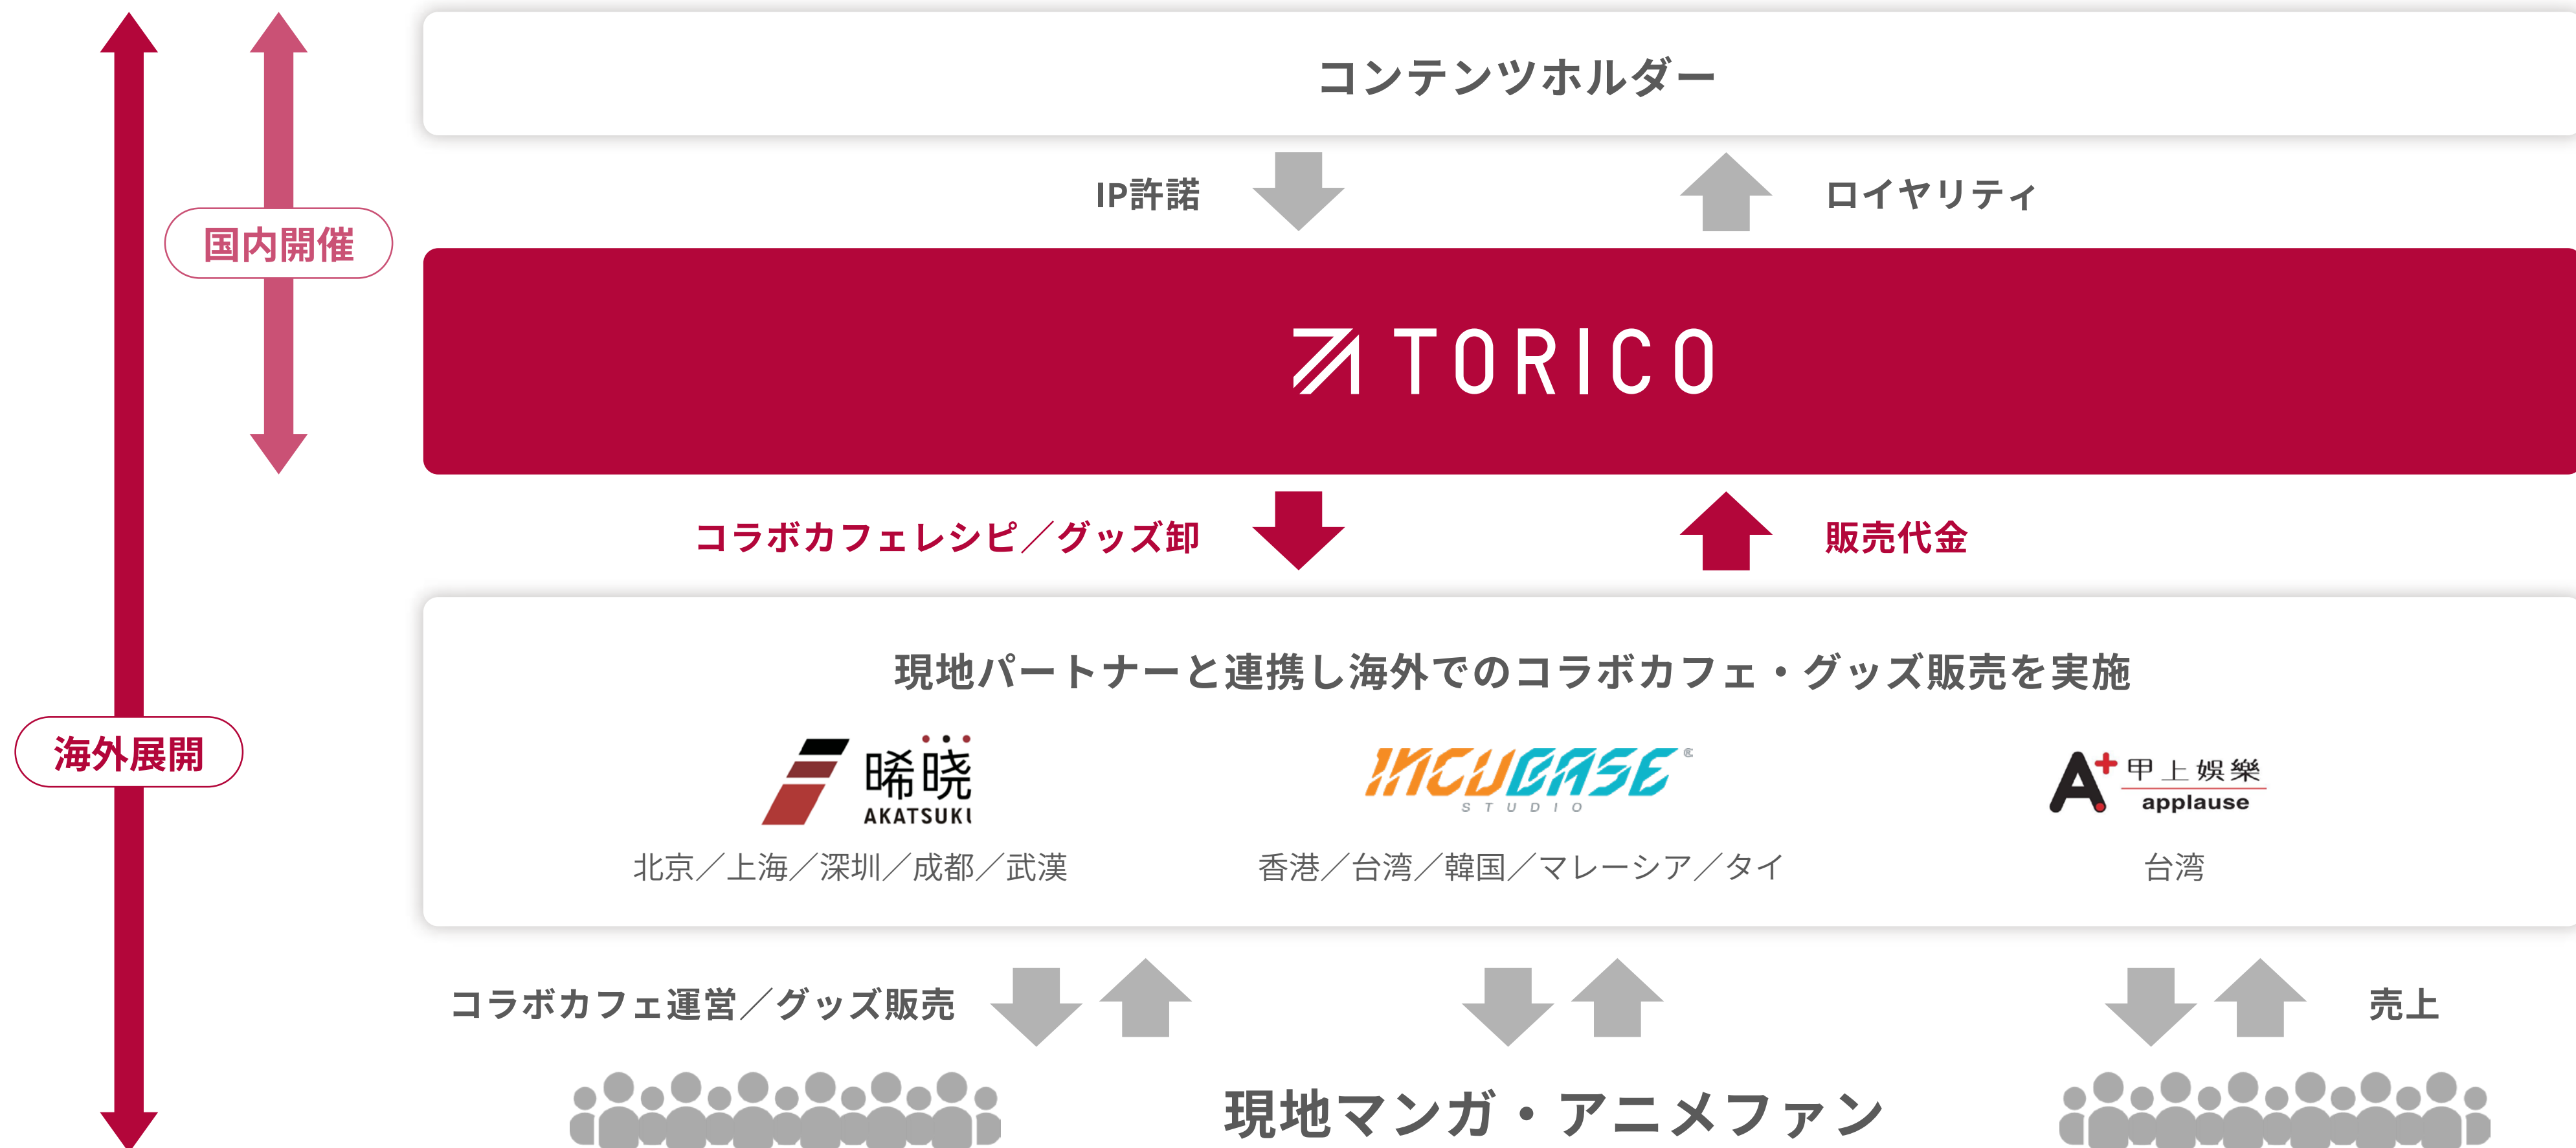 コンテンツホルダー
IP許諾
ロイヤリティ
国内開催
TORICO
コラボカフェレシピ／グッズ卸
販売代金
現地パートナーと連携し海外でのコラボカフェ・グッズ販売を実施
海外展開
晞晓
AKATSUKI
INCUBASE®
STUDIO
A+ 甲上娛樂
applause
北京／上海／深圳／成都／武漢
香港／台湾／韓国／マレーシア／タイ
台湾
コラボカフェ運営／グッズ販売
売上
現地マンガ・アニメファン